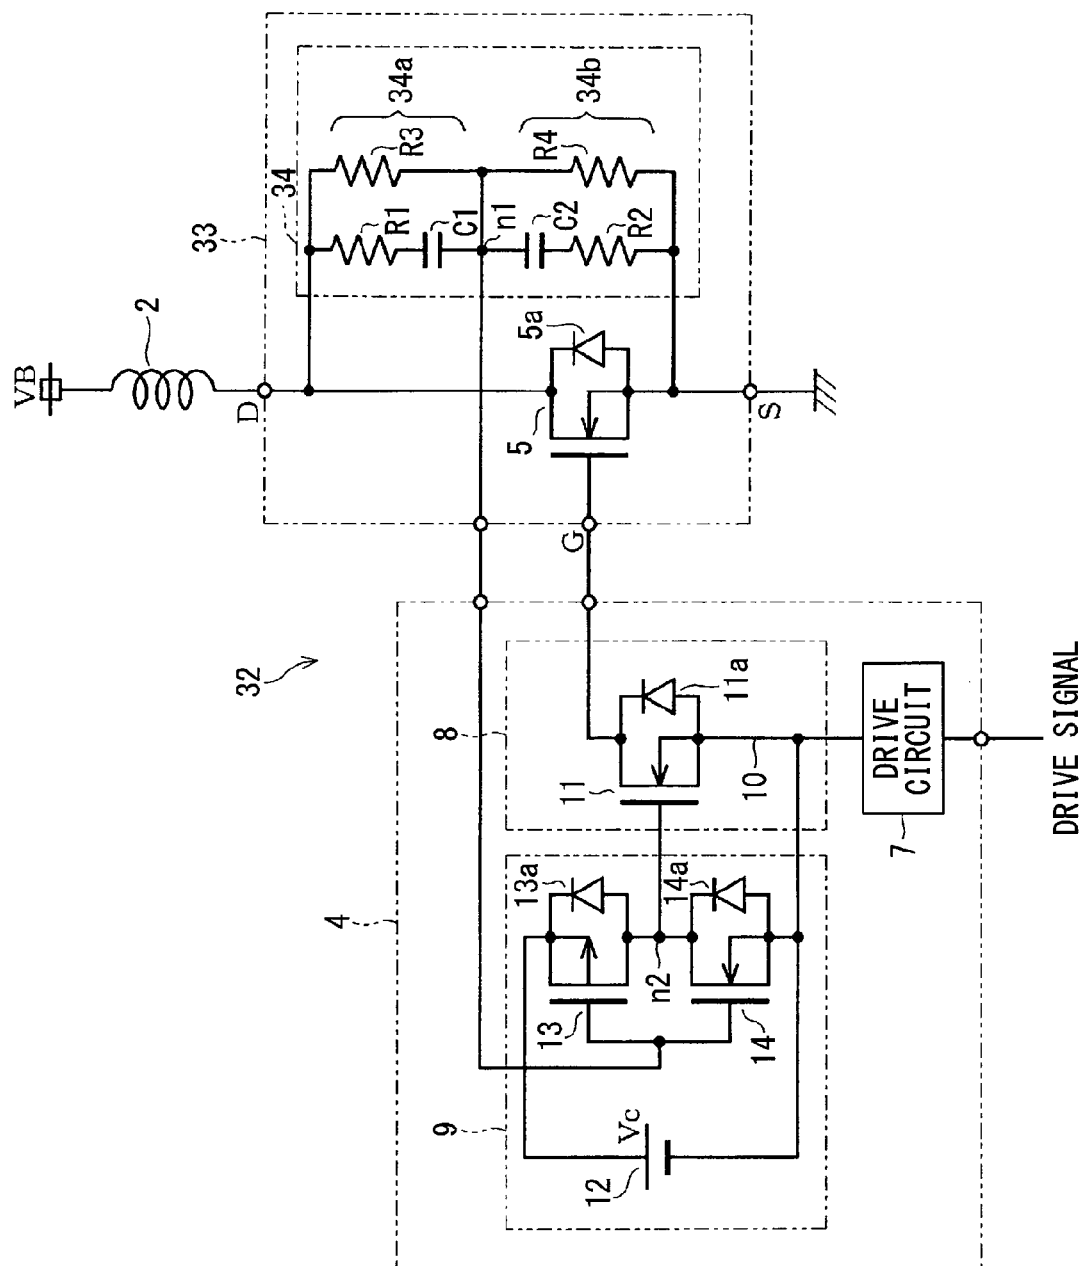 VB
2
D
33
34
R1
R3
34a
C1
n1
C2
R2
R4
34b
5
5a
S
G
32
4
8
11
11a
10
9
13
13a
n2
14
14a
Vc
12
DRIVE
CIRCUIT
7
DRIVE SIGNAL